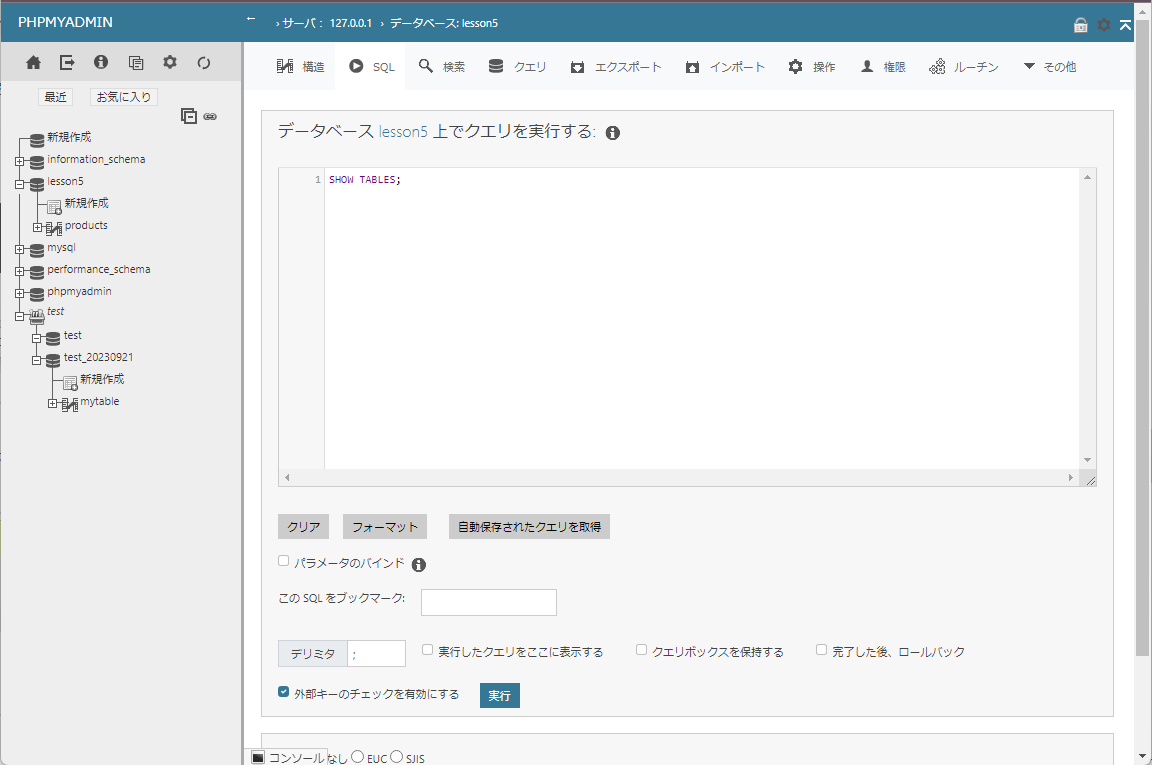 PHPMYADMIN
← › サーバ： 127.0.0.1 › データベース: lesson5
構造 SQL 検索 クエリ エクスポート インポート 操作 権限 ルーチン その他
最近 お気に入り
新規作成
information_schema
lesson5
新規作成
products
mysql
performance_schema
phpmyadmin
test
test
test_20230921
新規作成
mytable
データベース lesson5 上でクエリを実行する:
1 SHOW TABLES;
クリア フォーマット 自動保存されたクエリを取得
パラメータのバインド
この SQL をブックマーク:
デリミタ ; 実行したクエリをここに表示する クエリボックスを保持する 完了した後、ロールバック
外部キーのチェックを有効にする 実行
コンソール なし EUC SJIS